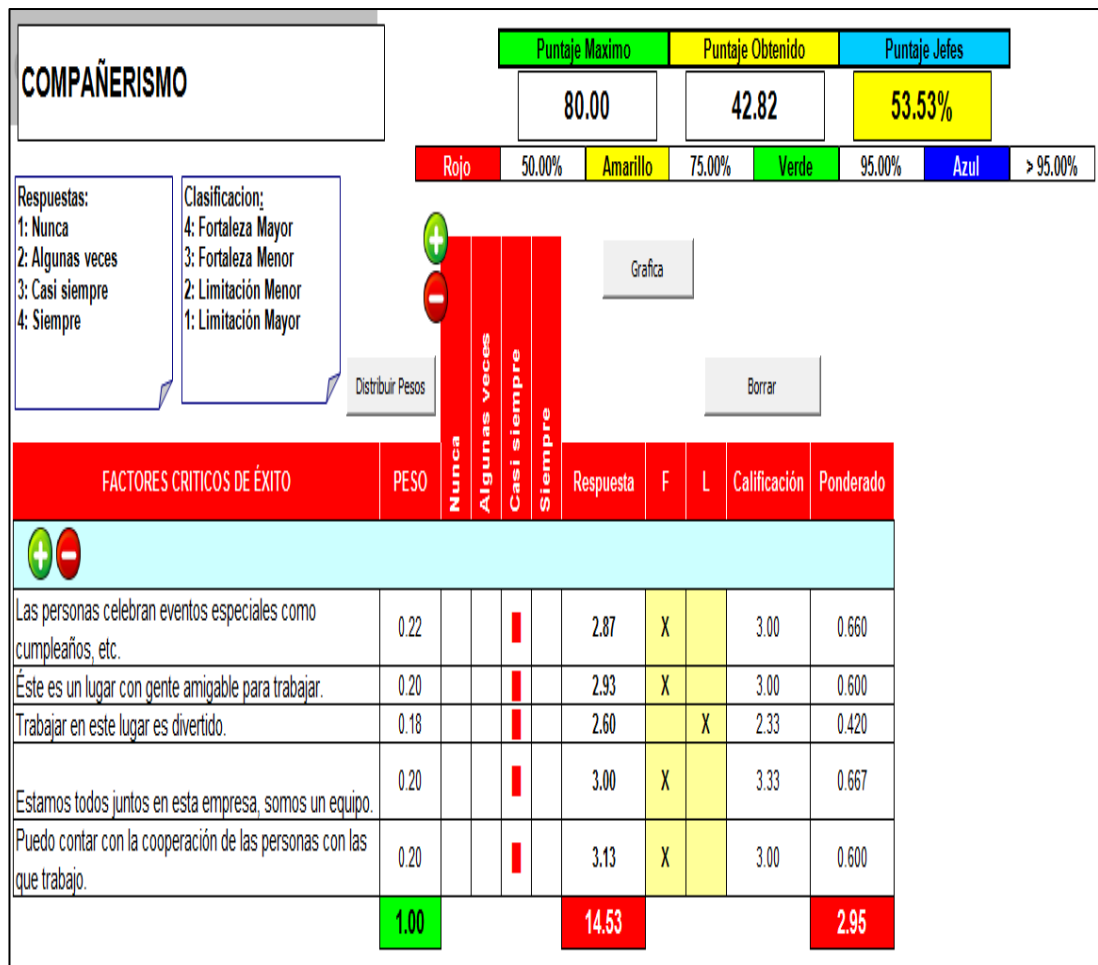 COMPAÑERISMO
Puntaje Maximo Puntaje Obtenido Puntaje Jefes
80.00 42.82 53.53%
Rojo 50.00% Amarillo 75.00% Verde 95.00% Azul > 95.00%
Respuestas:
1: Nunca
2: Algunas veces
3: Casi siempre
4: Siempre
Clasificacion:
4: Fortaleza Mayor
3: Fortaleza Menor
2: Limitación Menor
1: Limitación Mayor
Grafica
Distribuir Pesos
Borrar
FACTORES CRITICOS DE ÉXITO PESO Nunca Algunas veces Casi siempre Siempre Respuesta F L Calificación Ponderado
Las personas celebran eventos especiales como
cumpleaños, etc.
0.22 2.87 X 3.00 0.660
Éste es un lugar con gente amigable para trabajar. 0.20 2.93 X 3.00 0.600
Trabajar en este lugar es divertido. 0.18 2.60 X 2.33 0.420
Estamos todos juntos en esta empresa, somos un equipo. 0.20 3.00 X 3.33 0.667
Puedo contar con la cooperación de las personas con las
que trabajo.
0.20 3.13 X 3.00 0.600
1.00 14.53 2.95